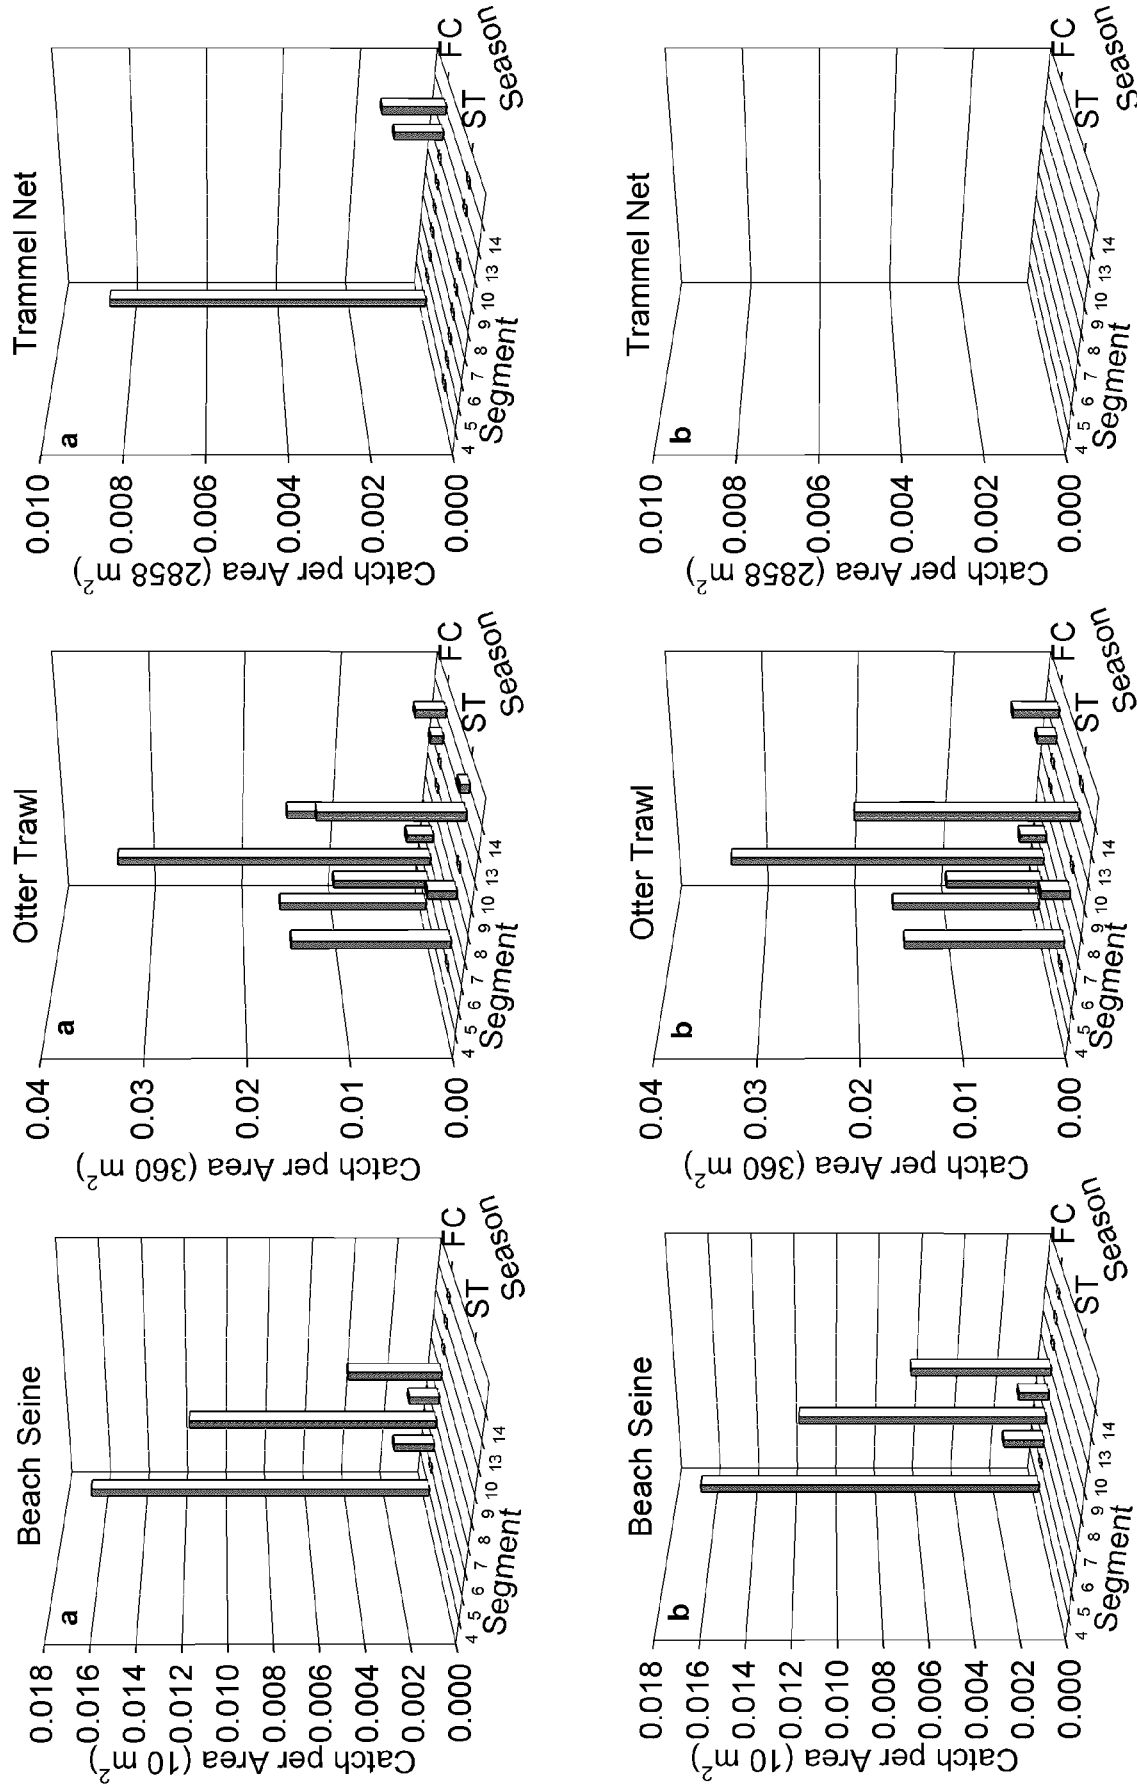 Beach Seine
a
Catch per Area (10 m²)
0.018
0.016
0.014
0.012
0.010
0.008
0.006
0.004
0.002
0.000
4 5 6 7 8 9 10 13 14
Segment
ST FC
Season
Otter Trawl
a
Catch per Area (360 m²)
0.04
0.03
0.02
0.01
0.00
4 5 6 7 8 9 10 13 14
Segment
ST FC
Season
Trammel Net
a
Catch per Area (2858 m²)
0.010
0.008
0.006
0.004
0.002
0.000
4 5 6 7 8 9 10 13 14
Segment
ST FC
Season
Beach Seine
b
Catch per Area (10 m²)
0.018
0.016
0.014
0.012
0.010
0.008
0.006
0.004
0.002
0.000
4 5 6 7 8 9 10 13 14
Segment
ST FC
Season
Otter Trawl
b
Catch per Area (360 m²)
0.04
0.03
0.02
0.01
0.00
4 5 6 7 8 9 10 13 14
Segment
ST FC
Season
Trammel Net
b
Catch per Area (2858 m²)
0.010
0.008
0.006
0.004
0.002
0.000
4 5 6 7 8 9 10 13 14
Segment
ST FC
Season